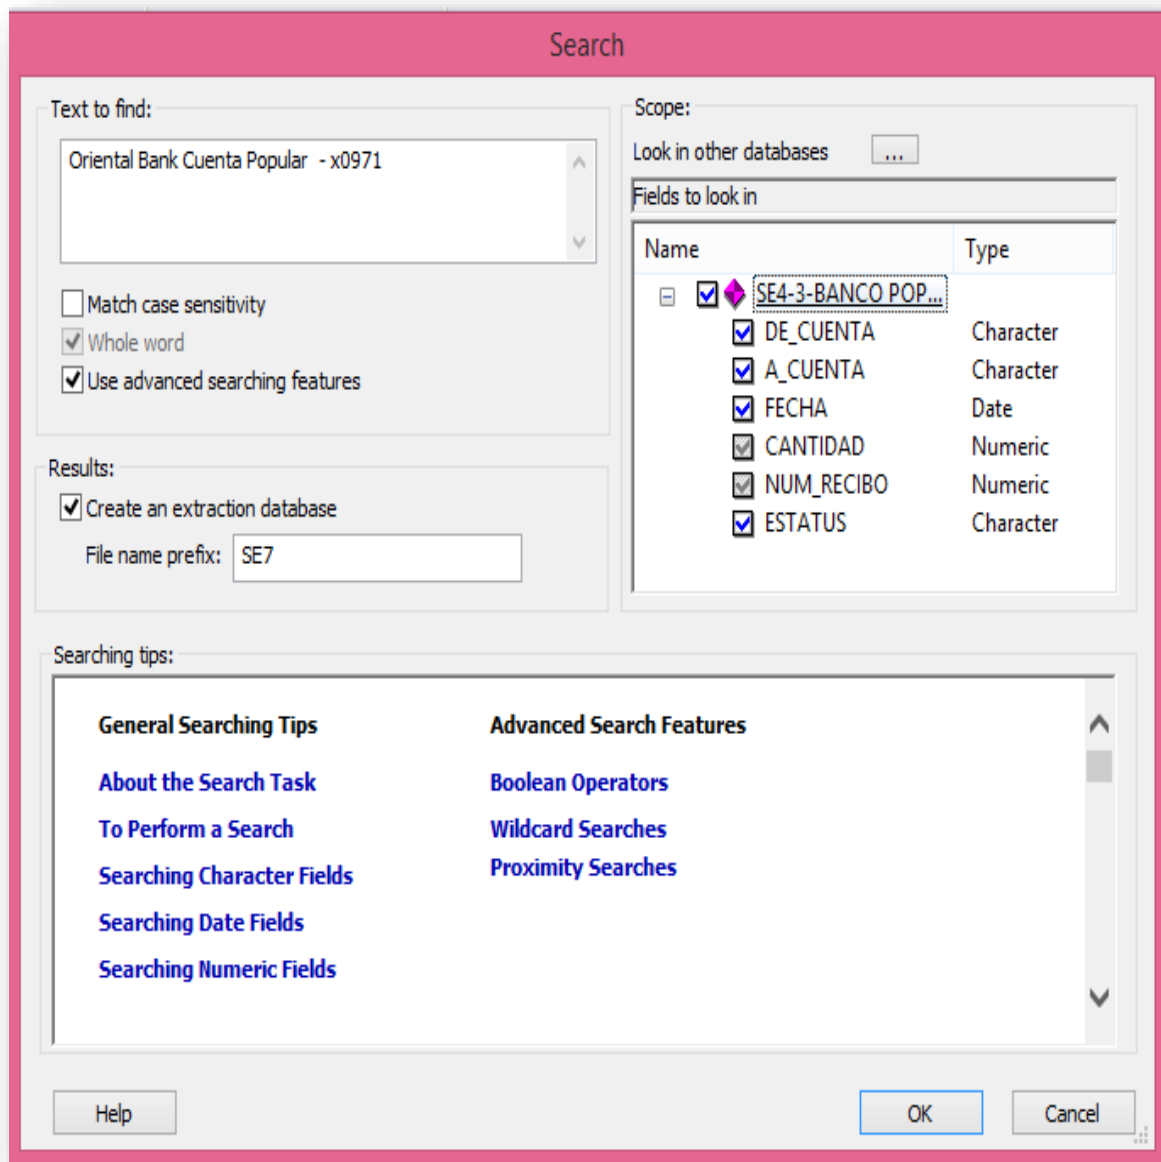 Search
Text to find:
Oriental Bank Cuenta Popular  - x0971
Match case sensitivity
Whole word
Use advanced searching features
Results:
Create an extraction database
File name prefix: SE7
Scope:
Look in other databases ...
Fields to look in
Name Type
SE4-3-BANCO POP...
DE_CUENTA Character
A_CUENTA Character
FECHA Date
CANTIDAD Numeric
NUM_RECIBO Numeric
ESTATUS Character
Searching tips:
General Searching Tips
About the Search Task
To Perform a Search
Searching Character Fields
Searching Date Fields
Searching Numeric Fields
Advanced Search Features
Boolean Operators
Wildcard Searches
Proximity Searches
Help OK Cancel